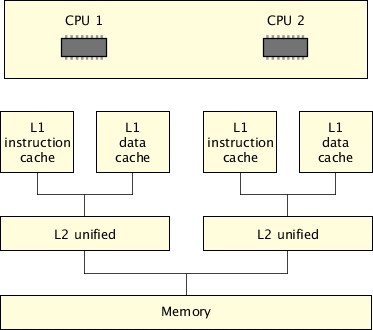 CPU 1
CPU 2
L1
instruction
cache
L1
data
cache
L1
instruction
cache
L1
data
cache
L2 unified
L2 unified
Memory